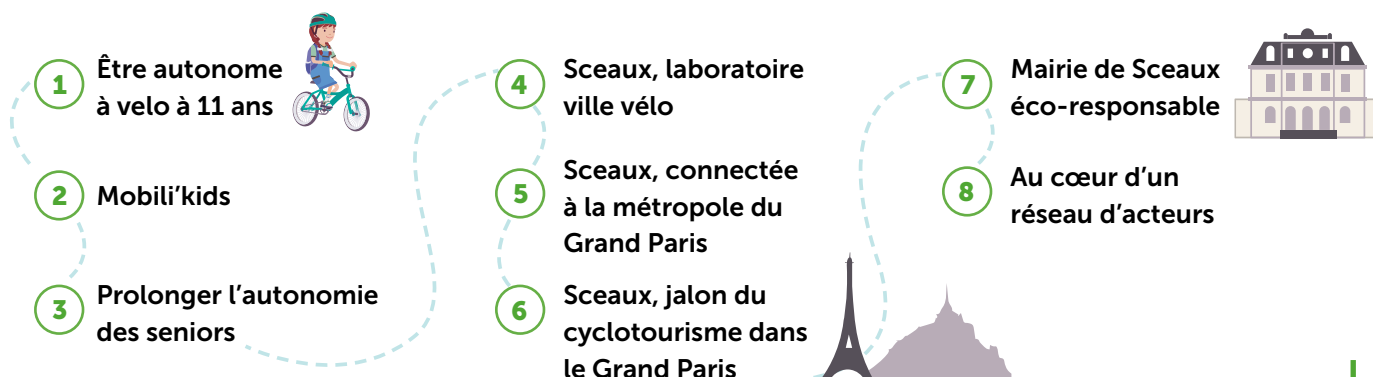 1
Être autonome
à velo à 11 ans
2
Mobili’kids
3
Prolonger l’autonomie
des seniors
4
Sceaux, laboratoire
ville vélo
5
Sceaux, connectée
à la métropole du
Grand Paris
6
Sceaux, jalon du
cyclotourisme dans
le Grand Paris
7
Mairie de Sceaux
éco-responsable
8
Au cœur d’un
réseau d’acteurs